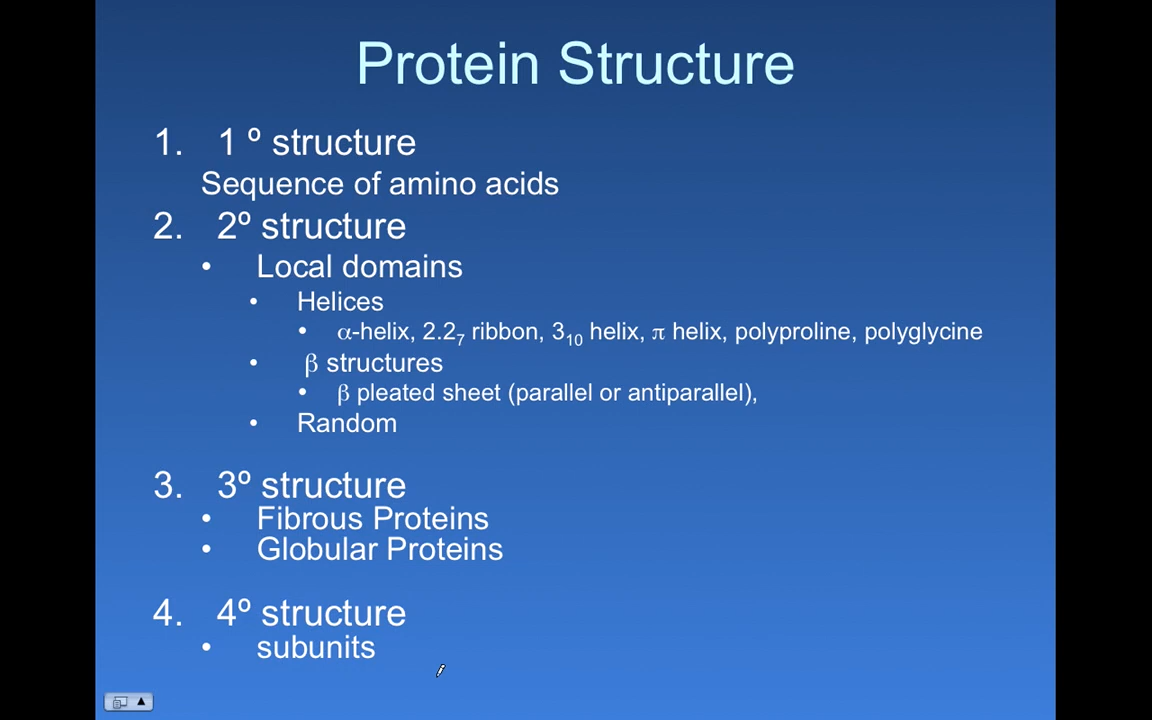 Protein Structure
1. 1 º structure
Sequence of amino acids
2. 2º structure
• Local domains
• Helices
• α-helix, 2.2₇ ribbon, 3₁₀ helix, π helix, polyproline, polyglycine
• β structures
• β pleated sheet (parallel or antiparallel),
• Random
3. 3º structure
• Fibrous Proteins
• Globular Proteins
4. 4º structure
• subunits